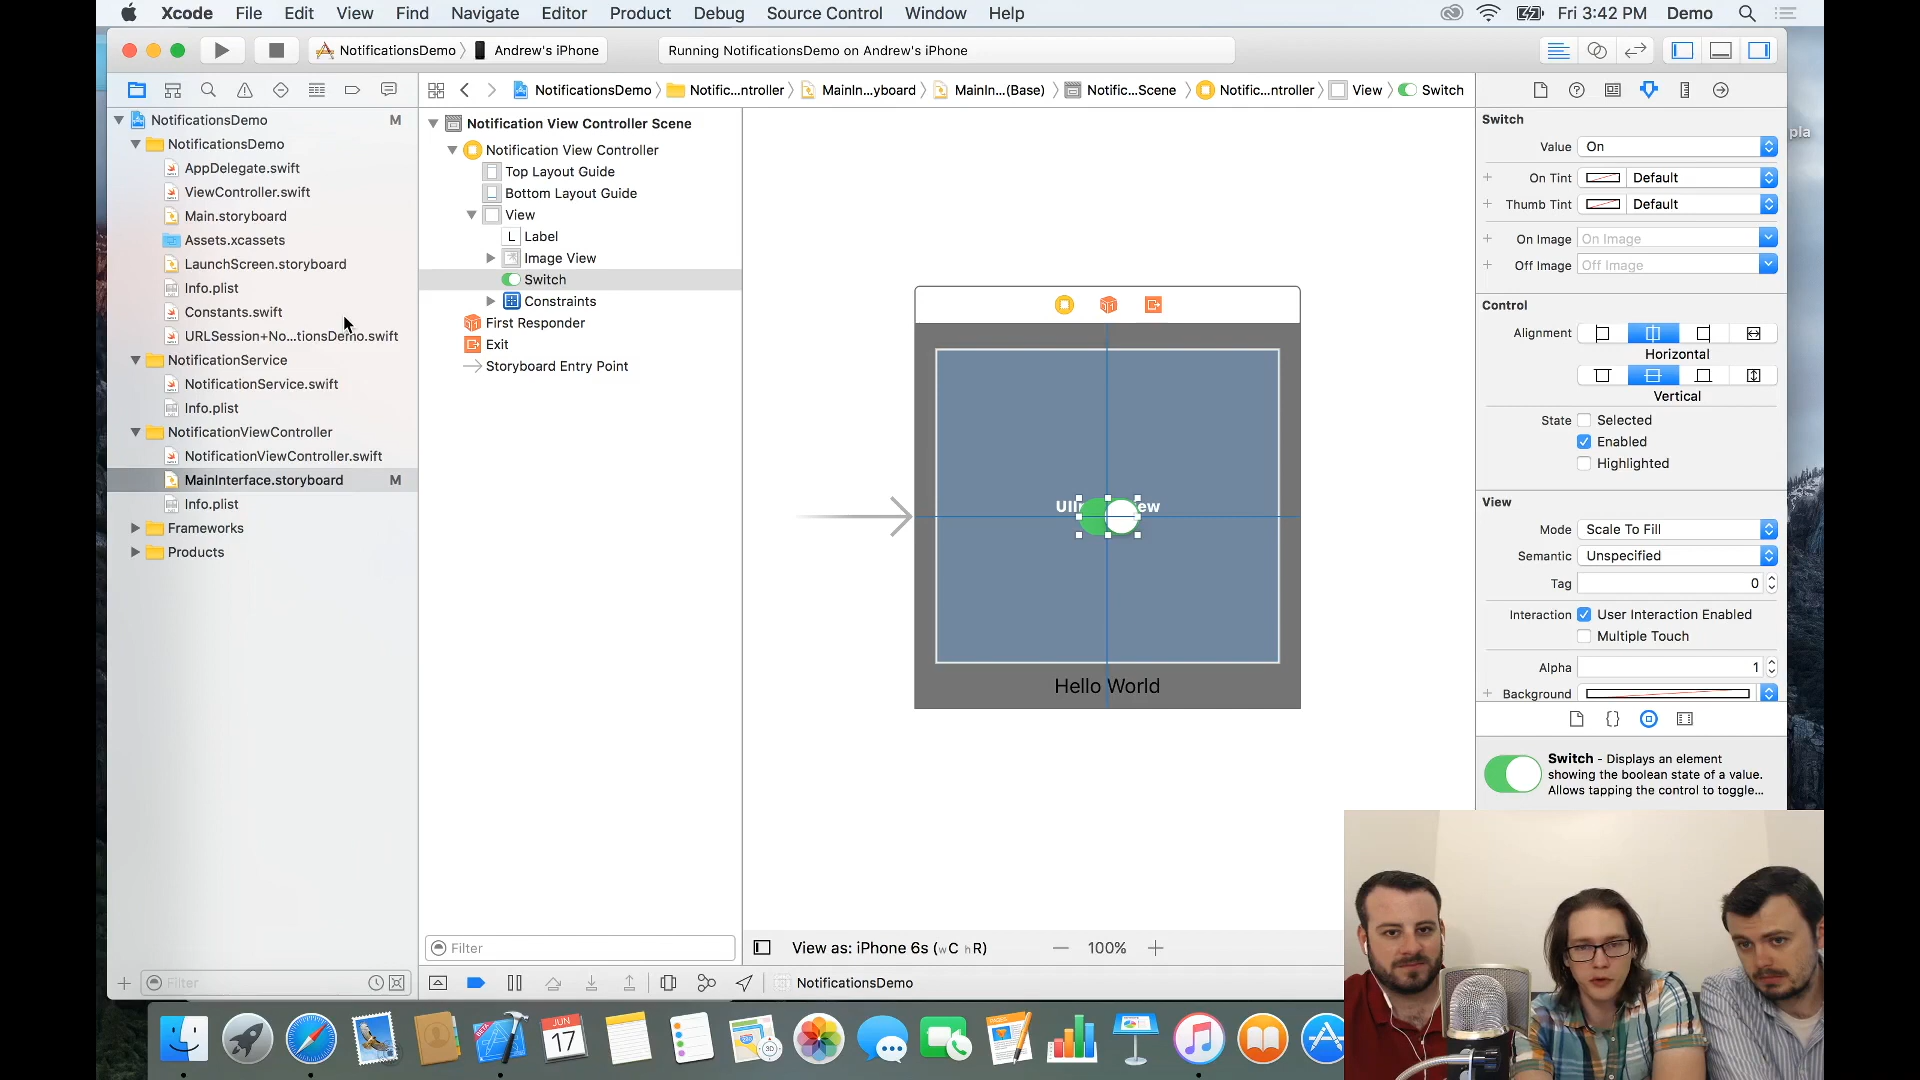 Xcode File Edit View Find Navigate Editor Product Debug Source Control Window Help Fri 3:42 PM Demo
NotificationsDemo Andrew's iPhone Running NotificationsDemo on Andrew's iPhone
NotificationsDemo Notific...ntroller MainIn...yboard MainIn...(Base) Notific...Scene Notific...ntroller View Switch
NotificationsDemo M
NotificationsDemo
AppDelegate.swift
ViewController.swift
Main.storyboard
Assets.xcassets
LaunchScreen.storyboard
Info.plist
Constants.swift
URLSession+No...tionsDemo.swift
NotificationService
NotificationService.swift
Info.plist
NotificationViewController
NotificationViewController.swift
MainInterface.storyboard M
Info.plist
Frameworks
Products
Filter
Notification View Controller Scene
Notification View Controller
Top Layout Guide
Bottom Layout Guide
View
L Label
Image View
Switch
Constraints
First Responder
Exit
Storyboard Entry Point
Filter
Hello World
View as: iPhone 6s (wC hR) 100%
NotificationsDemo
Switch
Value On
On Tint Default
Thumb Tint Default
On Image On Image
Off Image Off Image
Control
Alignment
Horizontal
Vertical
State Selected
Enabled
Highlighted
View
Mode Scale To Fill
Semantic Unspecified
Tag 0
Interaction User Interaction Enabled
Multiple Touch
Alpha 1
Background
Switch - Displays an element
showing the boolean state of a value.
Allows tapping the control to toggle...
pla
BETA
JUN
17
3D